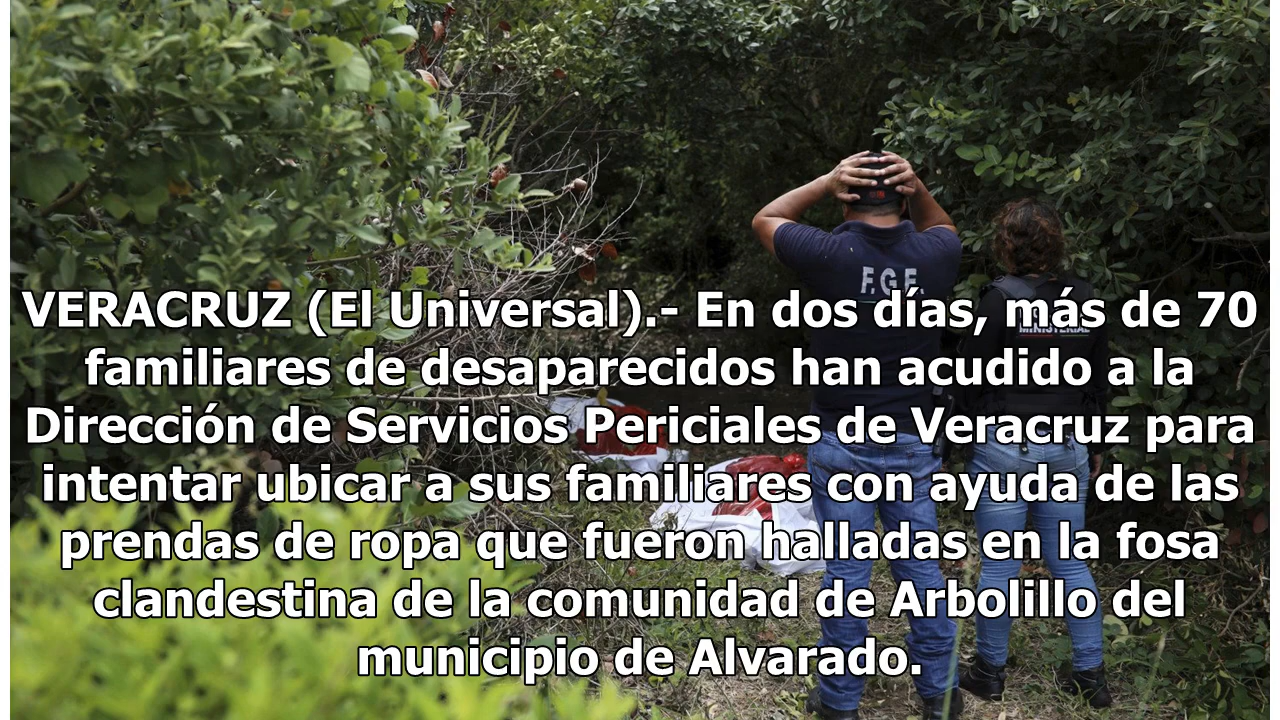 F.G.E.
VERACRUZ (El Universal).- En dos días, más de 70
MINISTERIAL
familiares de desaparecidos han acudido a la
Dirección de Servicios Periciales de Veracruz para
intentar ubicar a sus familiares con ayuda de las
prendas de ropa que fueron halladas en la fosa
clandestina de la comunidad de Arbolillo del
municipio de Alvarado.